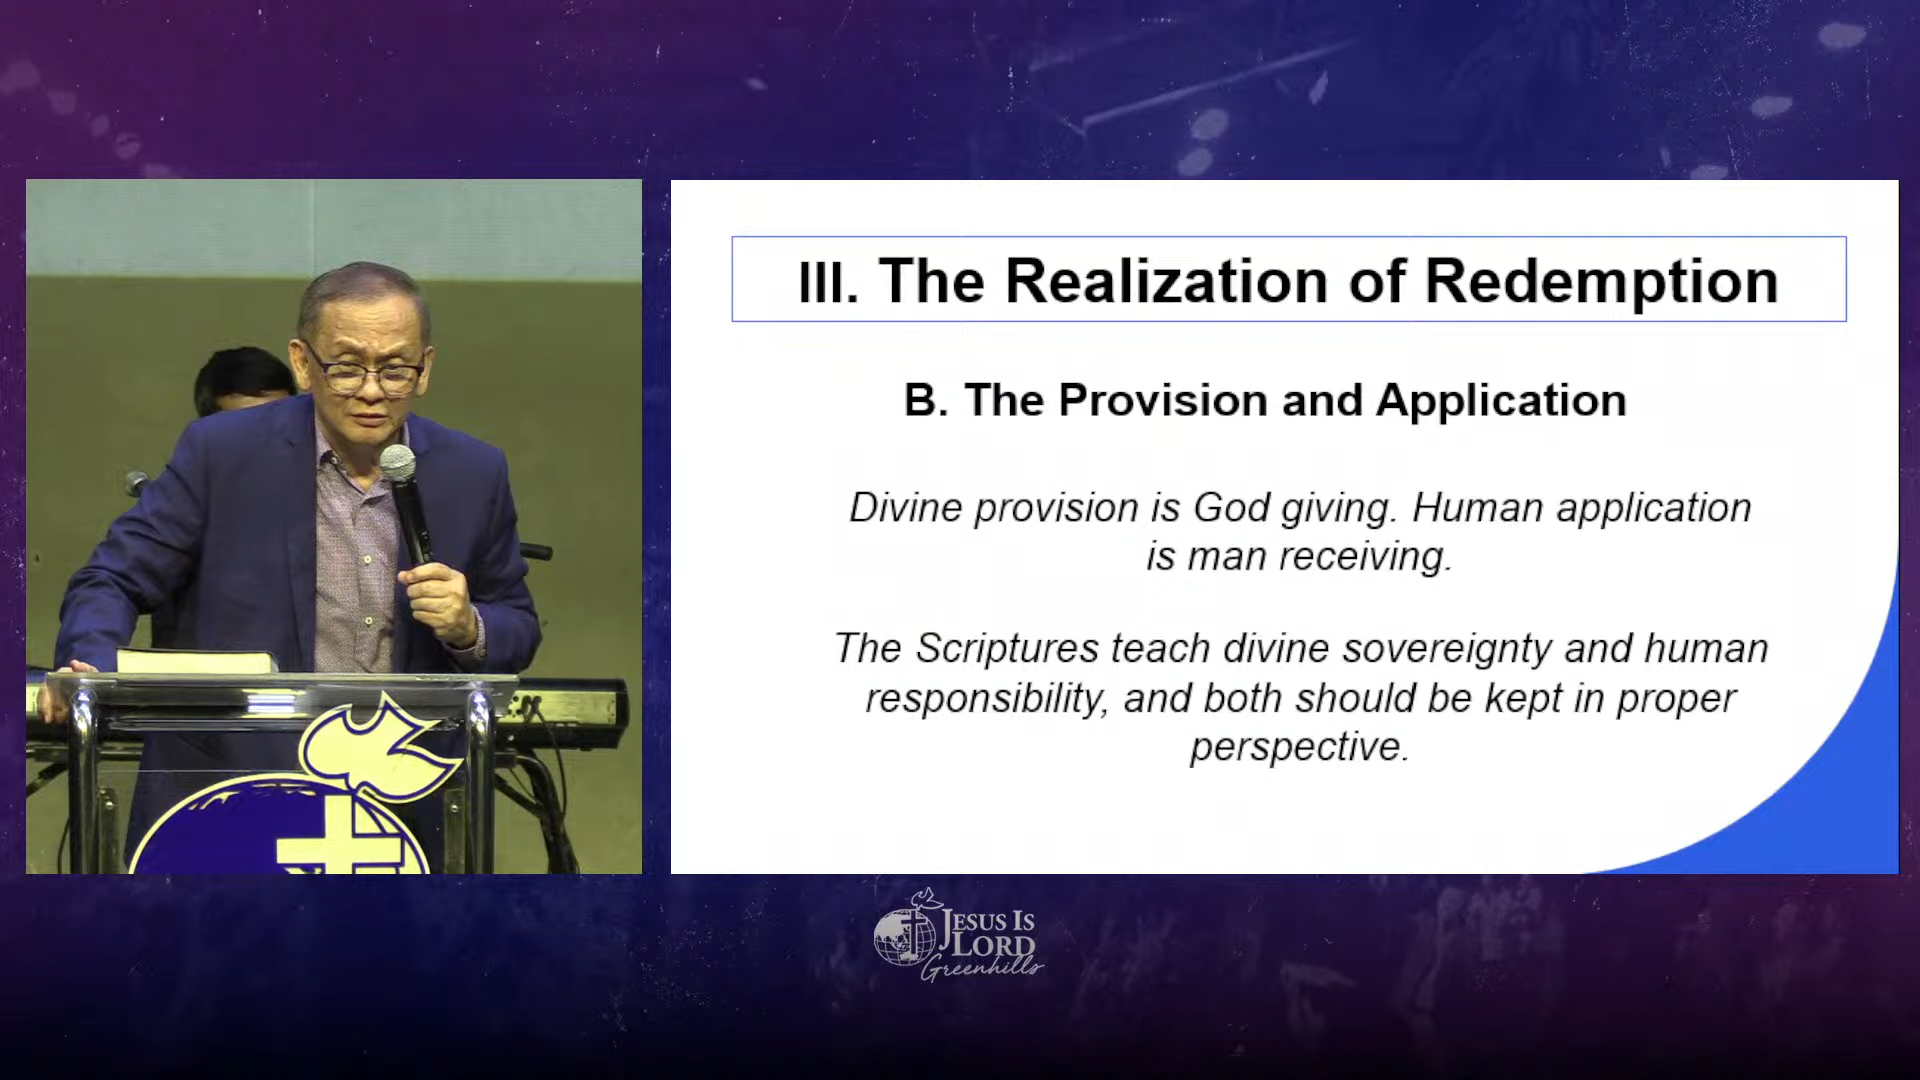 III. The Realization of Redemption
B. The Provision and Application
Divine provision is God giving. Human application
is man receiving.
The Scriptures teach divine sovereignty and human
responsibility, and both should be kept in proper
perspective.
JESUS IS
LORD
Greenhills